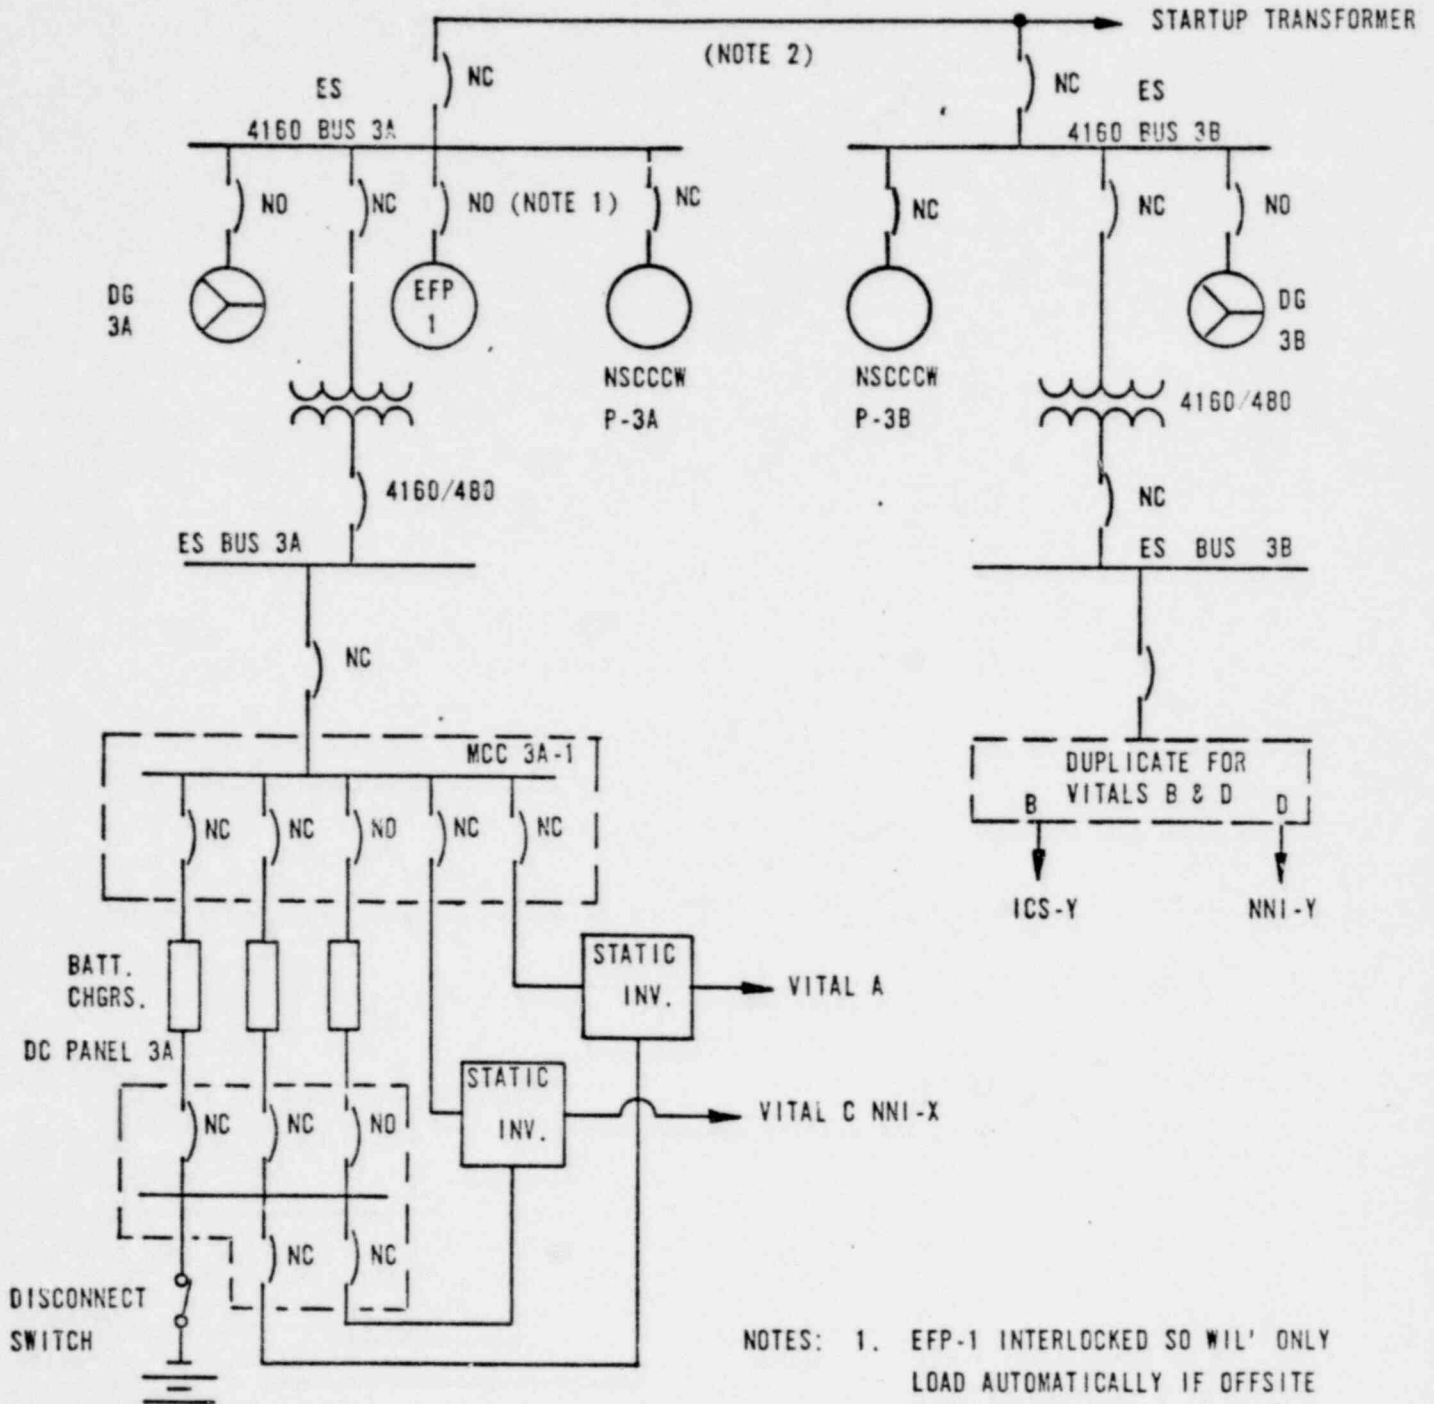 STARTUP TRANSFORMER
(NOTE 2)
NC
NC
ES
4160 BUS 3A
ES
4160 BUS 3B
NO
NC
NO (NOTE 1)
NC
NC
NC
NO
DG
3A
EFP
1
NSCCCW
P-3A
NSCCCW
P-3B
DG
3B
4160/480
4160/480
NC
ES BUS 3A
ES BUS 3B
NC
MCC 3A-1
NC
NC
NO
NC
NC
DUPLICATE FOR
VITALS B & D
B
D
ICS-Y
NNI-Y
BATT.
CHGRS.
STATIC
INV.
VITAL A
DC PANEL 3A
STATIC
INV.
VITAL C NNI-X
NC
NC
NO
NC
NC
DISCONNECT
SWITCH
NOTES: 1. EFP-1 INTERLOCKED SO WIL' ONLY
LOAD AUTOMATICALLY IF OFFSITE